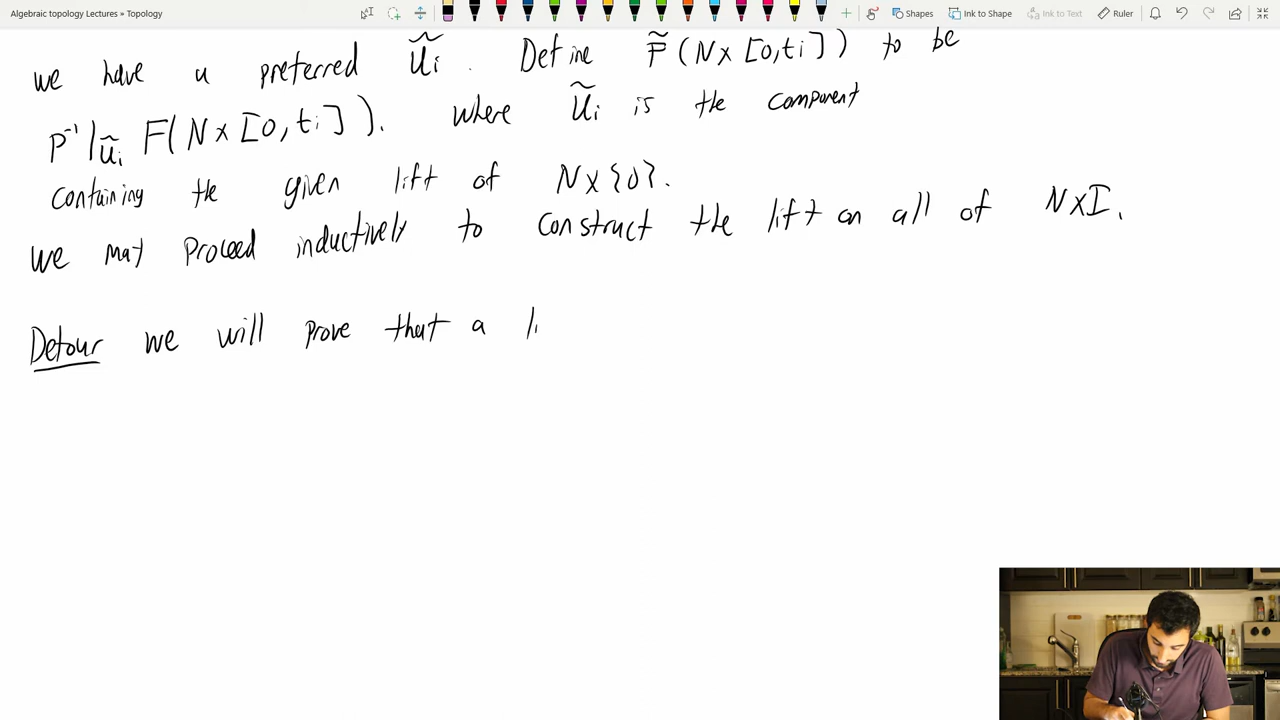 Algebraic topology Lectures - Topology
Shapes Ink to Shape Ink to Text Ruler
we have a preferred Ũi. Define F̃(N×[0,ti]) to be
P⁻¹|Ũi F(N×[0,ti]). where Ũi is the component
containing the given lift of N×{0}.
we may proceed inductively to construct the lift on all of N×I.
Detour we will prove that a li